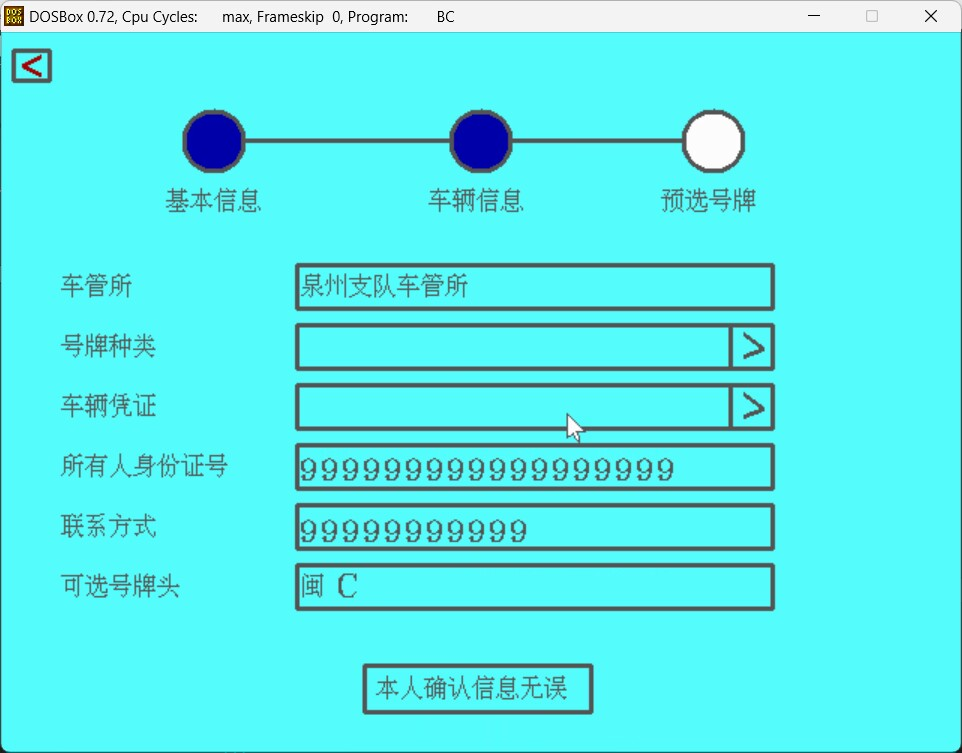 DOSBox 0.72, Cpu Cycles: max, Frameskip 0, Program: BC
<
基本信息 车辆信息 预选号牌
车管所 泉州支队车管所
号牌种类 >
车辆凭证 >
所有人身份证号 999999999999999999
联系方式 99999999999
可选号牌头 闽 C
本人确认信息无误